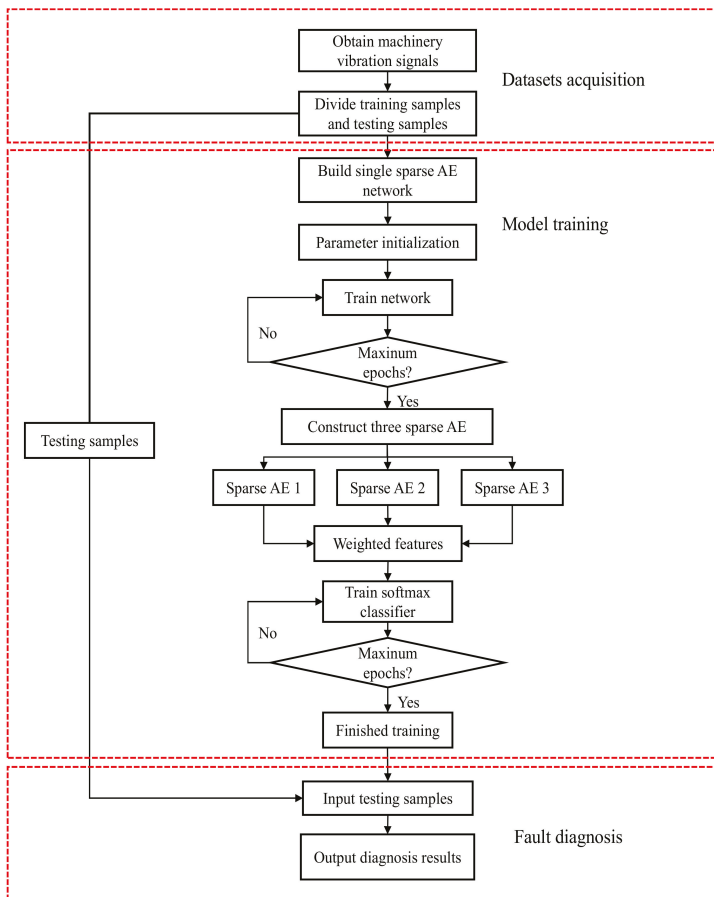 Obtain machinery
vibration signals
Datasets acquisition
Divide training samples
and testing samples
Build single sparse AE
network
Model training
Parameter initialization
Train network
No
Maxinum
epochs?
Yes
Construct three sparse AE
Testing samples
Sparse AE 1
Sparse AE 2
Sparse AE 3
Weighted features
Train softmax
classifier
No
Maxinum
epochs?
Yes
Finished training
Input testing samples
Fault diagnosis
Output diagnosis results